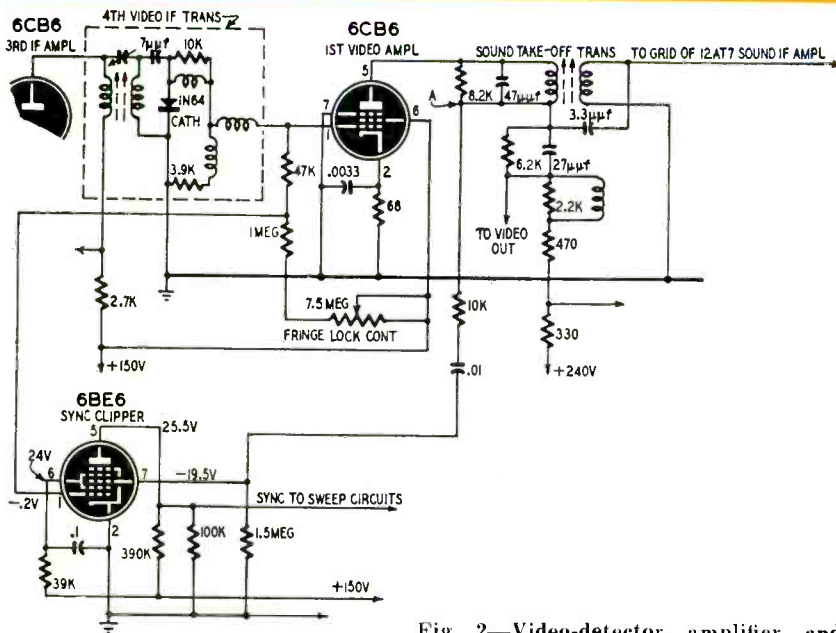 4TH VIDEO IF TRANS
6CB6
3RD IF AMPL
7µµf
10K
6CB6
1ST VIDEO AMPL
SOUND TAKE-OFF TRANS
TO GRID OF 12AT7 SOUND IF AMPL
5
IN64
CATH
7
1
6
A
8.2K
47µµf
3.3µµf
3.9K
47K
.0033
2
68
6.2K
27µµf
2.2K
TO VIDEO
OUT
470
1MEG
2.7K
7.5 MEG
FRINGE LOCK CONT
10K
330
+150V
.01
+240V
6BE6
SYNC CLIPPER
5
25.5V
24V
6
7
-19.5V
-.2V
1
SYNC TO SWEEP CIRCUITS
2
.1
39K
390K
100K
1.5MEG
+150V
Fig. 2—Video-detector, amplifier and